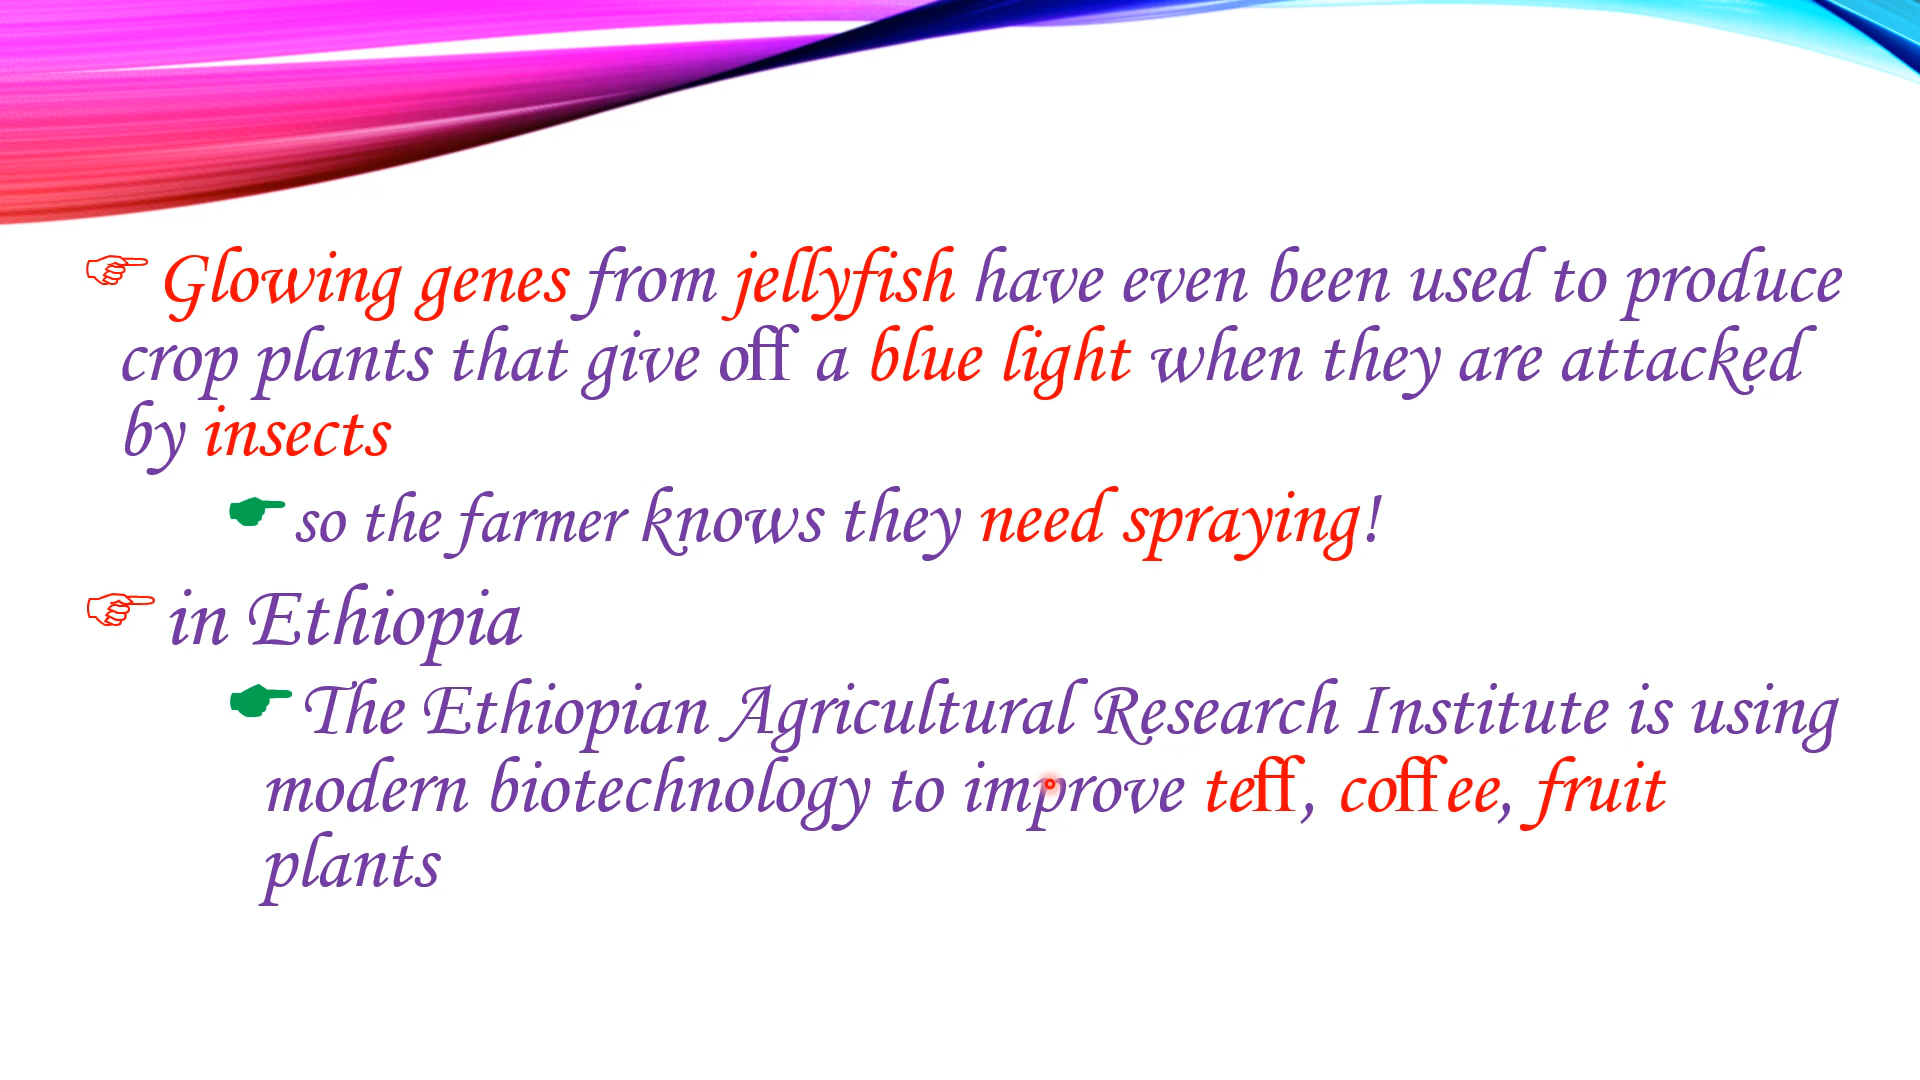 ☞Glowing genes from jellyfish have even been used to produce
crop plants that give off a blue light when they are attacked
by insects
☛so the farmer knows they need spraying!
☞in Ethiopia
☛The Ethiopian Agricultural Research Institute is using
modern biotechnology to improve teff, coffee, fruit
plants